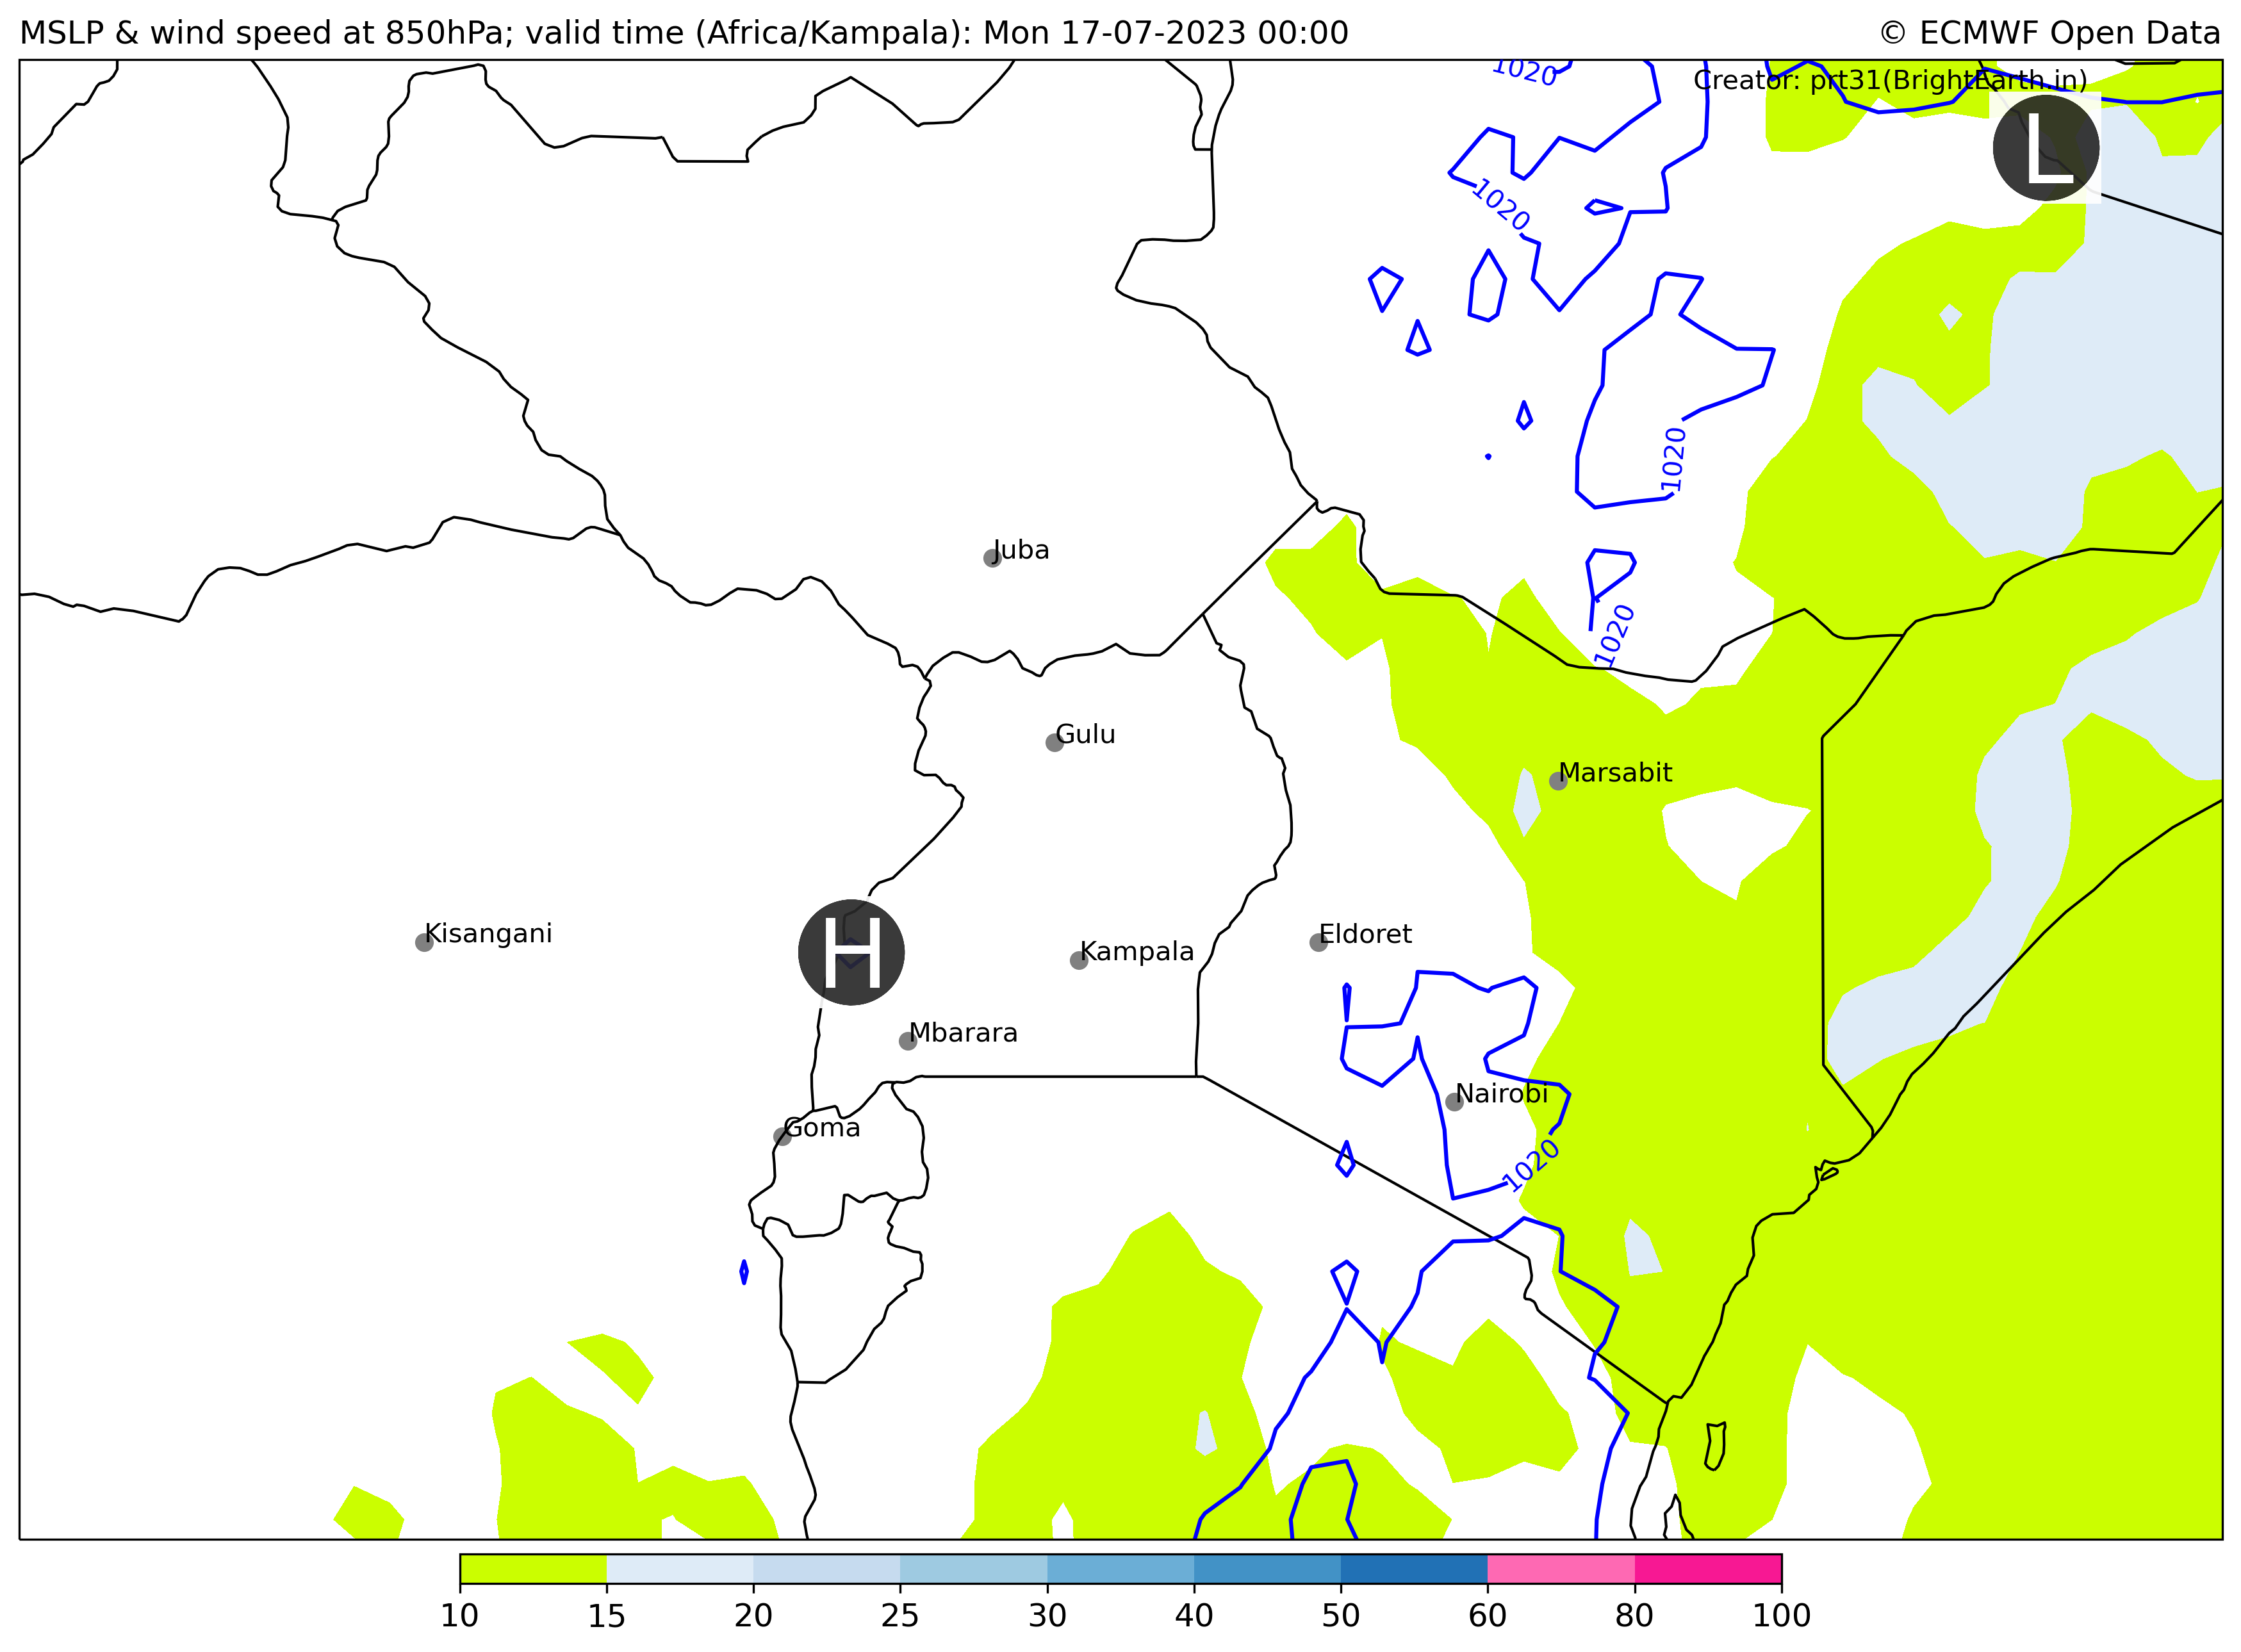 MSLP & wind speed at 850hPa; valid time (Africa/Kampala): Mon 17-07-2023 00:00
© ECMWF Open Data
1020
Creator: prt31(BrightEarth.in)
L
1020
1020
Juba
1020
Gulu
Marsabit
Kisangani
H
Kampala
Eldoret
Mbarara
Nairobi
Goma
1020
10 15 20 25 30 40 50 60 80 100